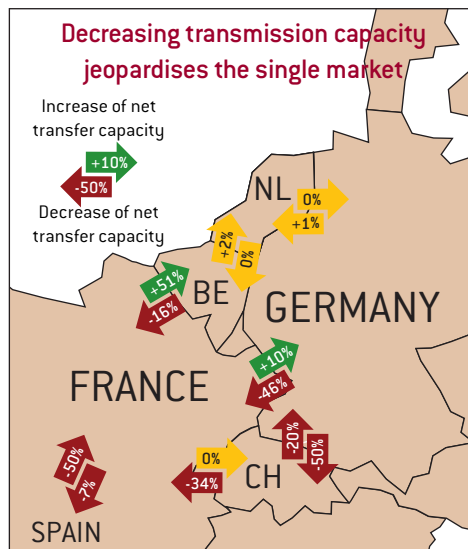 Decreasing transmission capacity
jeopardises the single market
Increase of net
transfer capacity
+10%
-50%
Decrease of net
transfer capacity
NL
0%
+1%
+2%
0%
+51%
-16%
BE
GERMANY
+10%
-46%
FRANCE
-20%
-50%
0%
-34%
CH
-50%
-7%
SPAIN